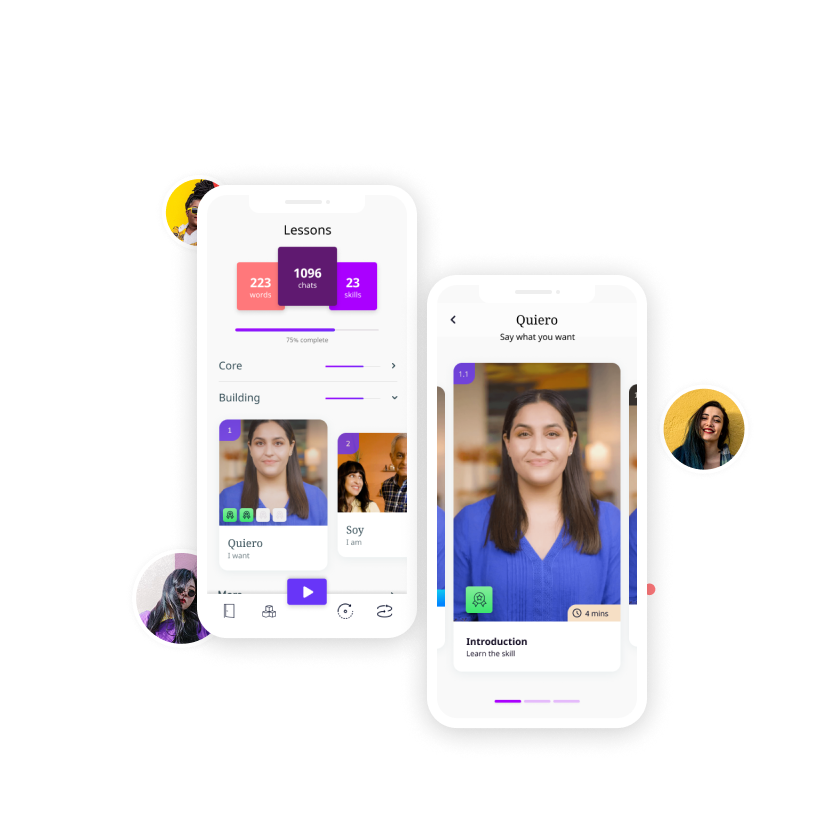 Lessons
223
words
1096
chats
23
skills
75% complete
Core
Building
1
2
Quiero
I want
Soy
I am
Quiero
Say what you want
1.1
4 mins
Introduction
Learn the skill